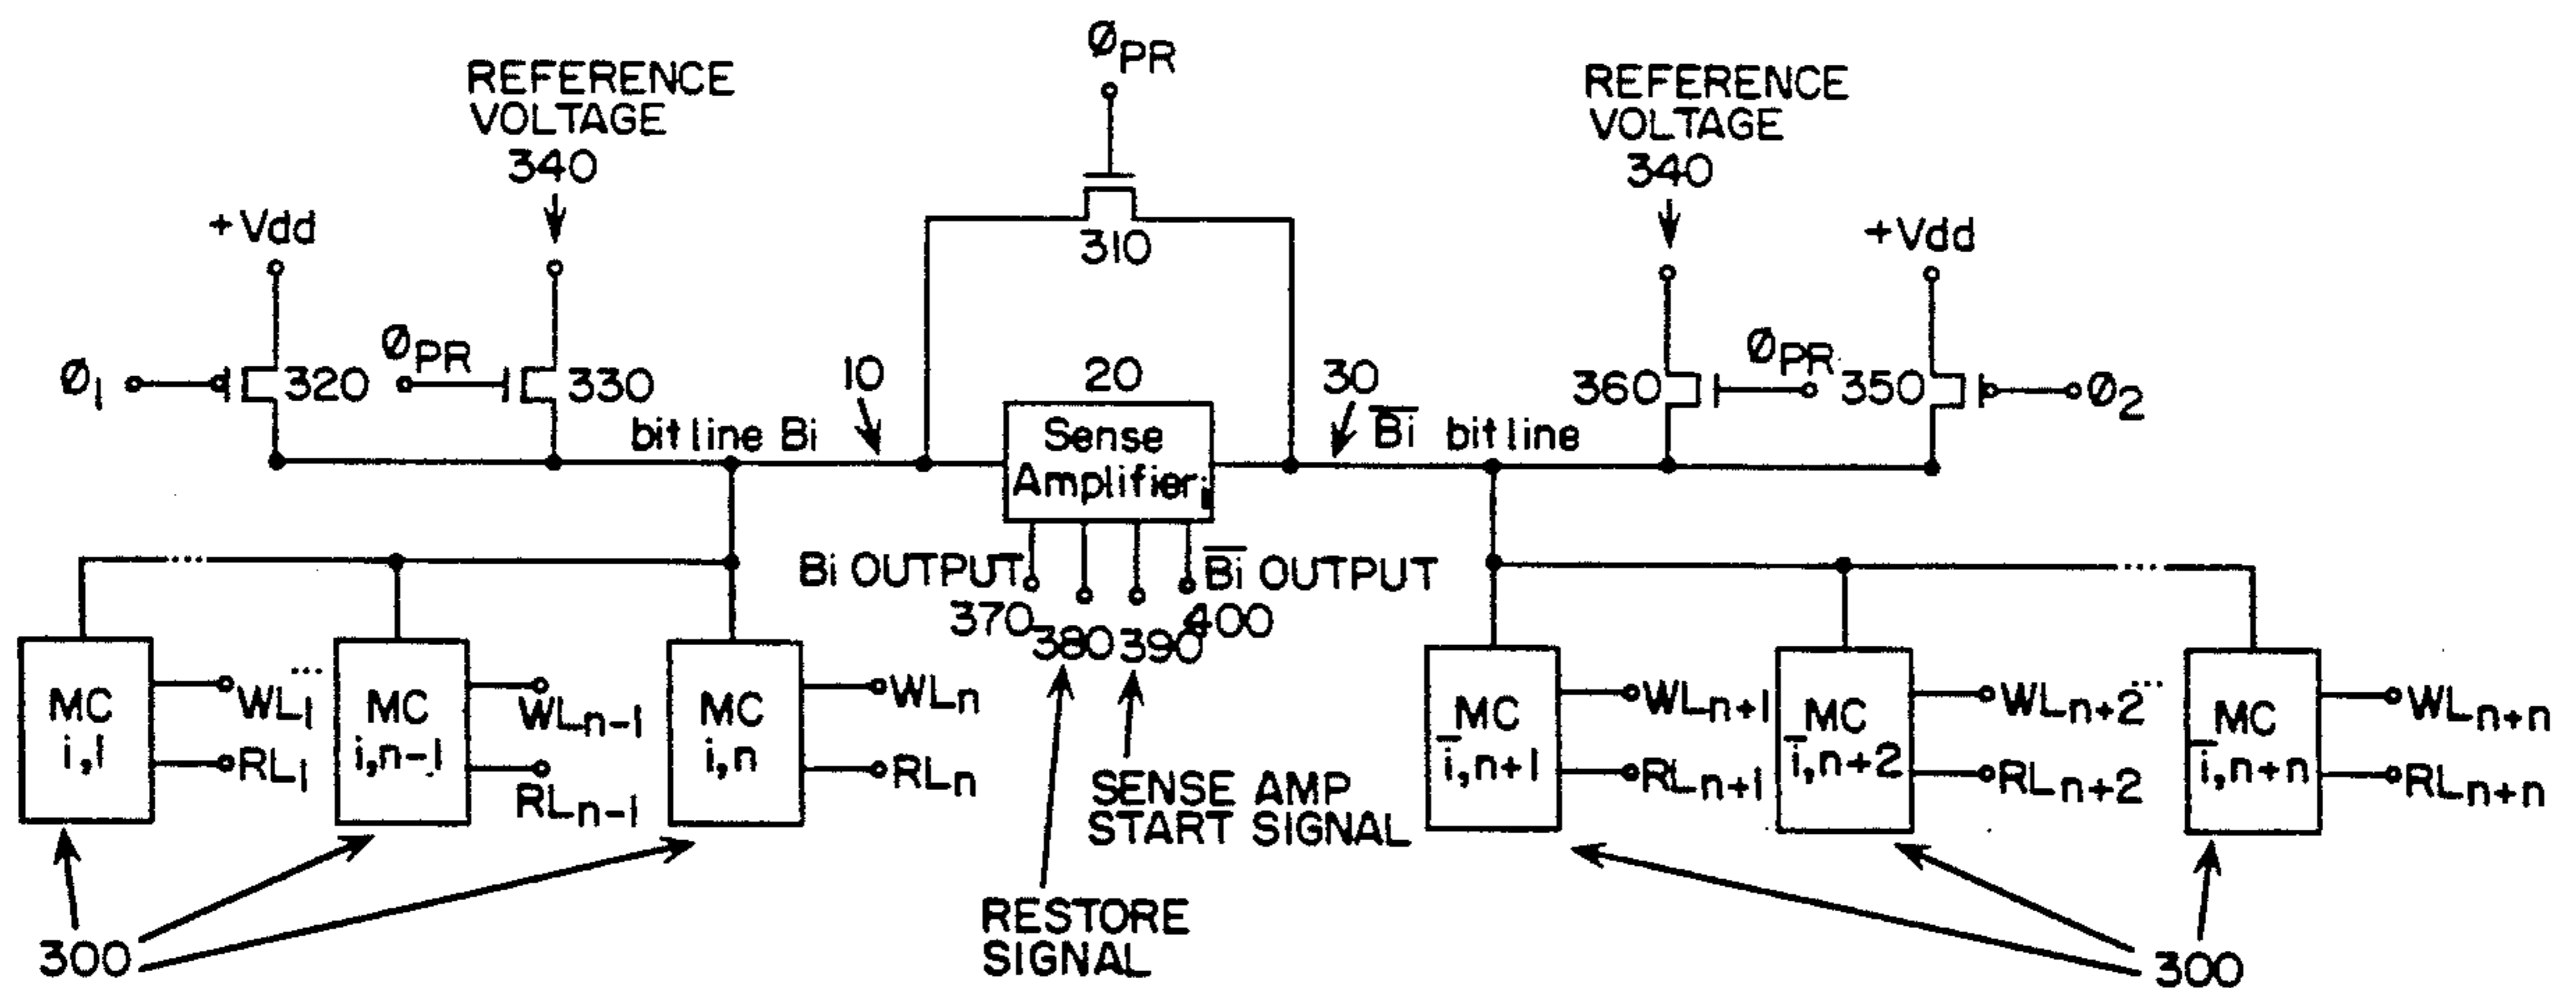 ØPR
REFERENCE
VOLTAGE
340
REFERENCE
VOLTAGE
340
+Vdd
310
+Vdd
Ø1
320
ØPR
330
10
20
30
360
ØPR
350
Ø2
bit line Bi
Sense
Amplifier i
B̅i̅ bit line
Bi OUTPUT
370
380
390
B̅i̅ OUTPUT
400
MC
i,1
WL1
...
RL1
MC
i,n-1
WLn-1
RLn-1
MC
i,n
WLn
RLn
MC
i̅,n+1
WLn+1
RLn+1
MC
i̅,n+2
WLn+2
...
RLn+2
MC
i̅,n+n
WLn+n
RLn+n
SENSE AMP
START SIGNAL
RESTORE
SIGNAL
300
300